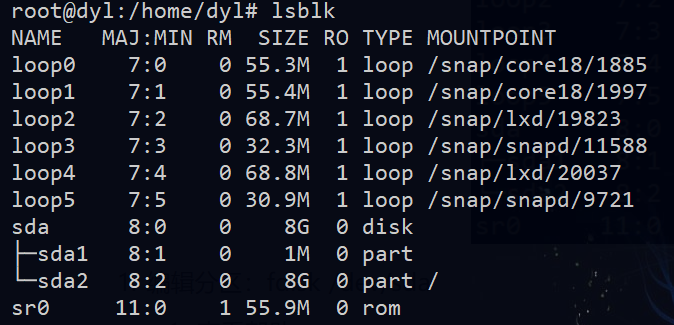 root@dyl:/home/dyl# lsblk
NAME   MAJ:MIN RM  SIZE RO TYPE MOUNTPOINT
loop0    7:0    0 55.3M  1 loop /snap/core18/1885
loop1    7:1    0 55.4M  1 loop /snap/core18/1997
loop2    7:2    0 68.7M  1 loop /snap/lxd/19823
loop3    7:3    0 32.3M  1 loop /snap/snapd/11588
loop4    7:4    0 68.8M  1 loop /snap/lxd/20037
loop5    7:5    0 30.9M  1 loop /snap/snapd/9721
sda      8:0    0    8G  0 disk
├─sda1   8:1    0    1M  0 part
└─sda2   8:2    0    8G  0 part /
sr0     11:0    1 55.9M  0 rom